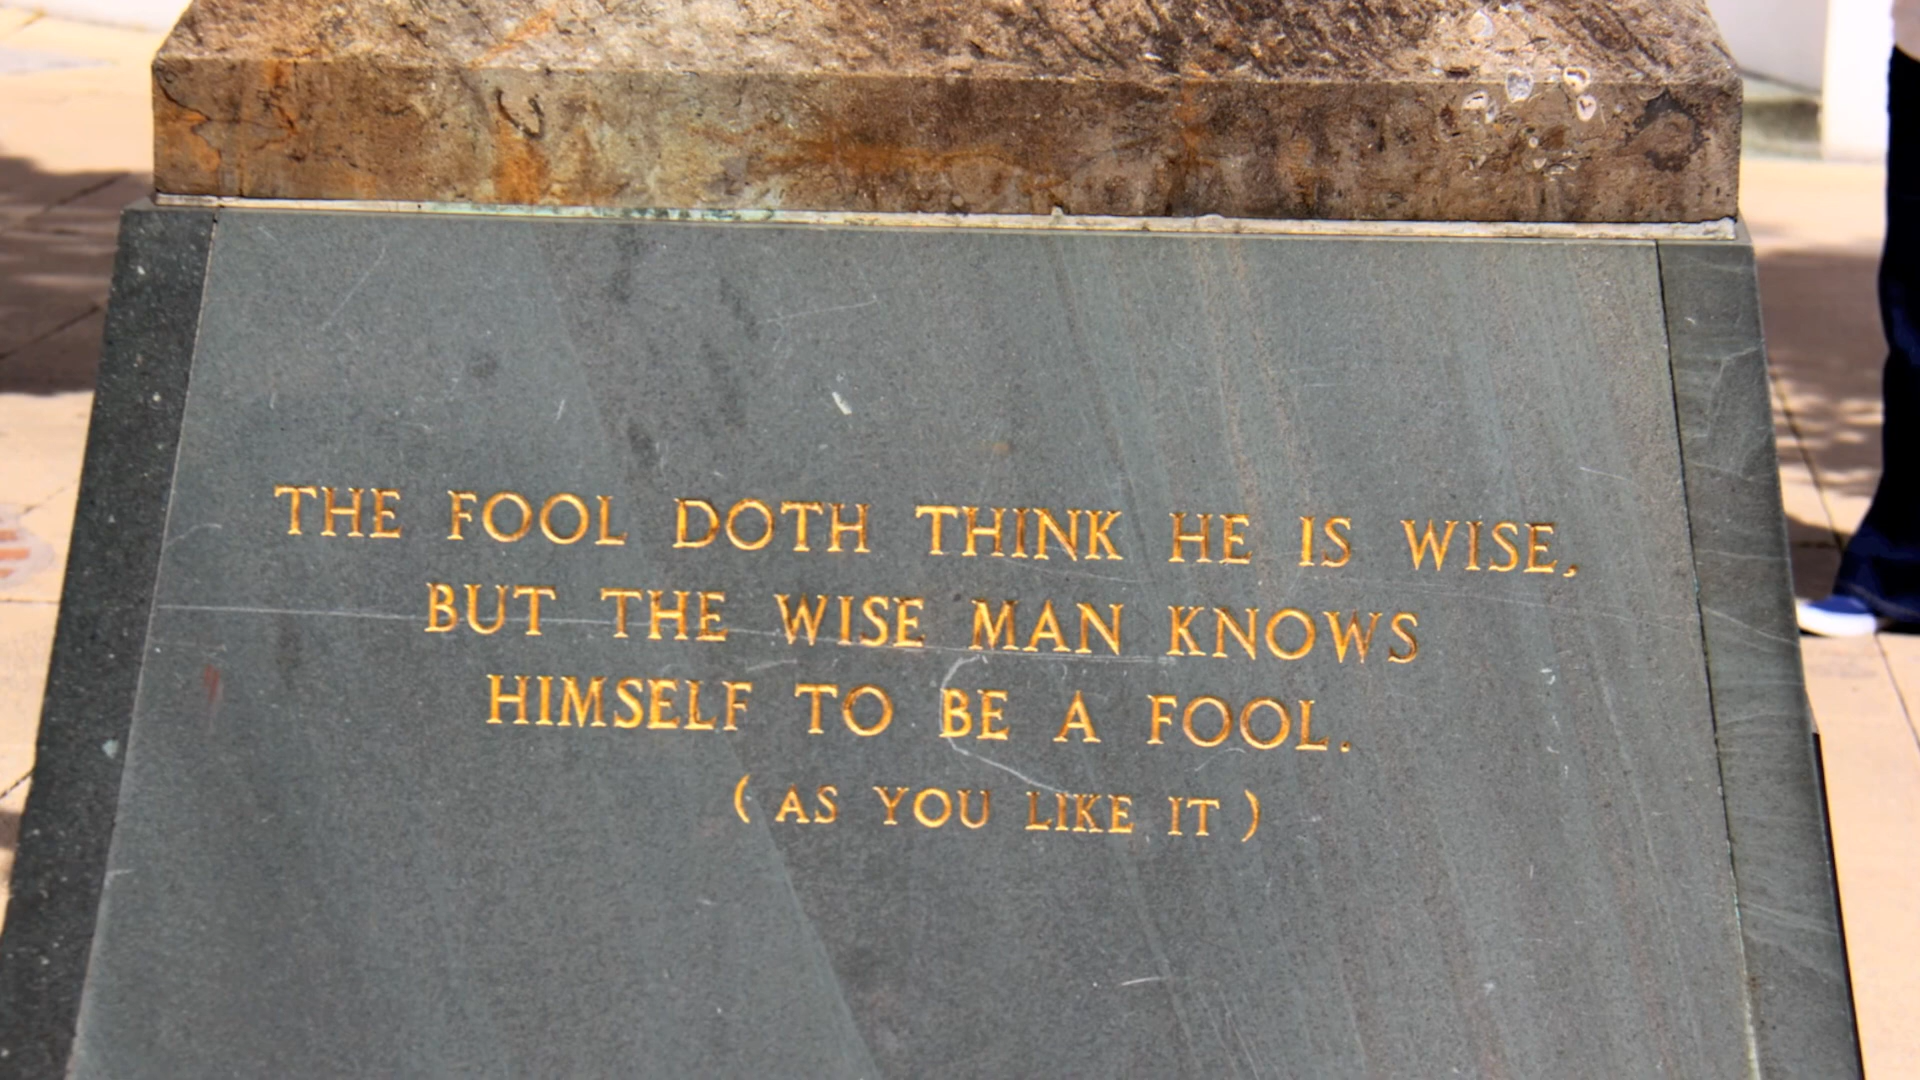 THE FOOL DOTH THINK HE IS WISE,
BUT THE WISE MAN KNOWS
HIMSELF TO BE A FOOL.
(AS YOU LIKE IT)